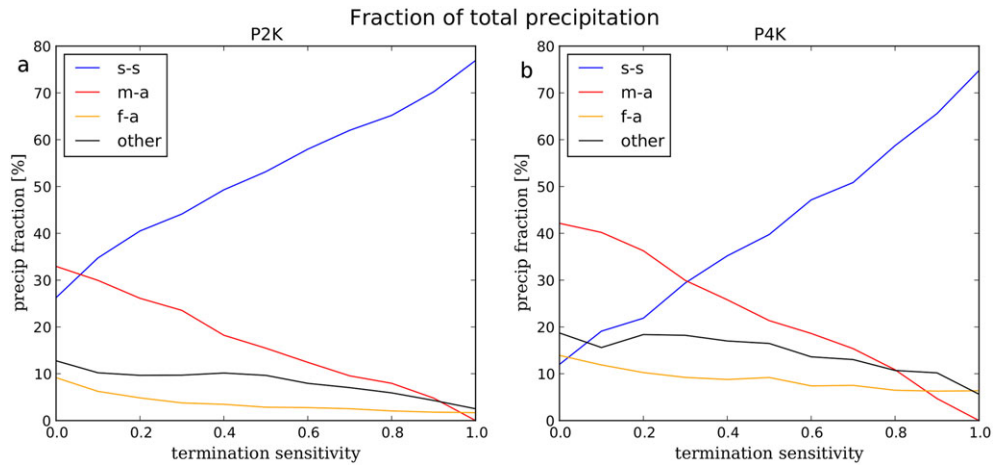 Fraction of total precipitation
P2K
a
s-s
m-a
f-a
other
precip fraction [%]
80
70
60
50
40
30
20
10
0
0.0 0.2 0.4 0.6 0.8 1.0
termination sensitivity
P4K
b
s-s
m-a
f-a
other
precip fraction [%]
80
70
60
50
40
30
20
10
0
0.0 0.2 0.4 0.6 0.8 1.0
termination sensitivity